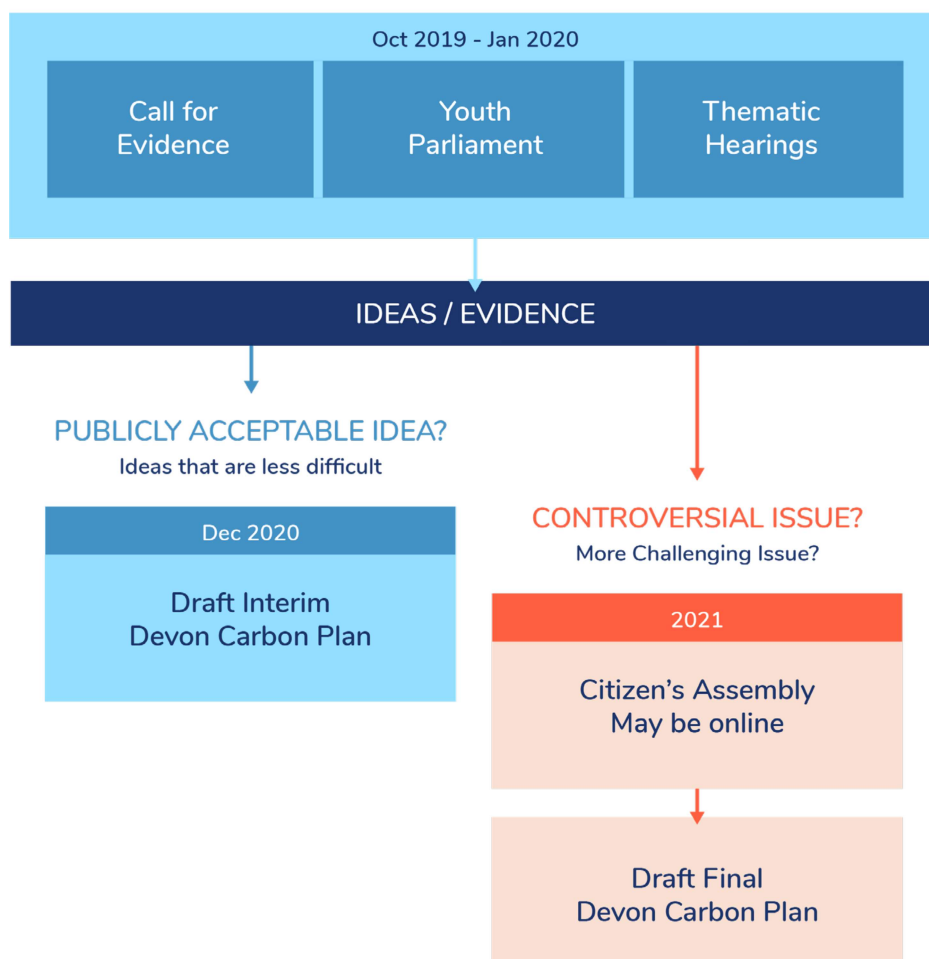 Oct 2019 - Jan 2020
Call for
Evidence
Youth
Parliament
Thematic
Hearings
IDEAS / EVIDENCE
PUBLICLY ACCEPTABLE IDEA?
Ideas that are less difficult
Dec 2020
Draft Interim
Devon Carbon Plan
CONTROVERSIAL ISSUE?
More Challenging Issue?
2021
Citizen’s Assembly
May be online
Draft Final
Devon Carbon Plan